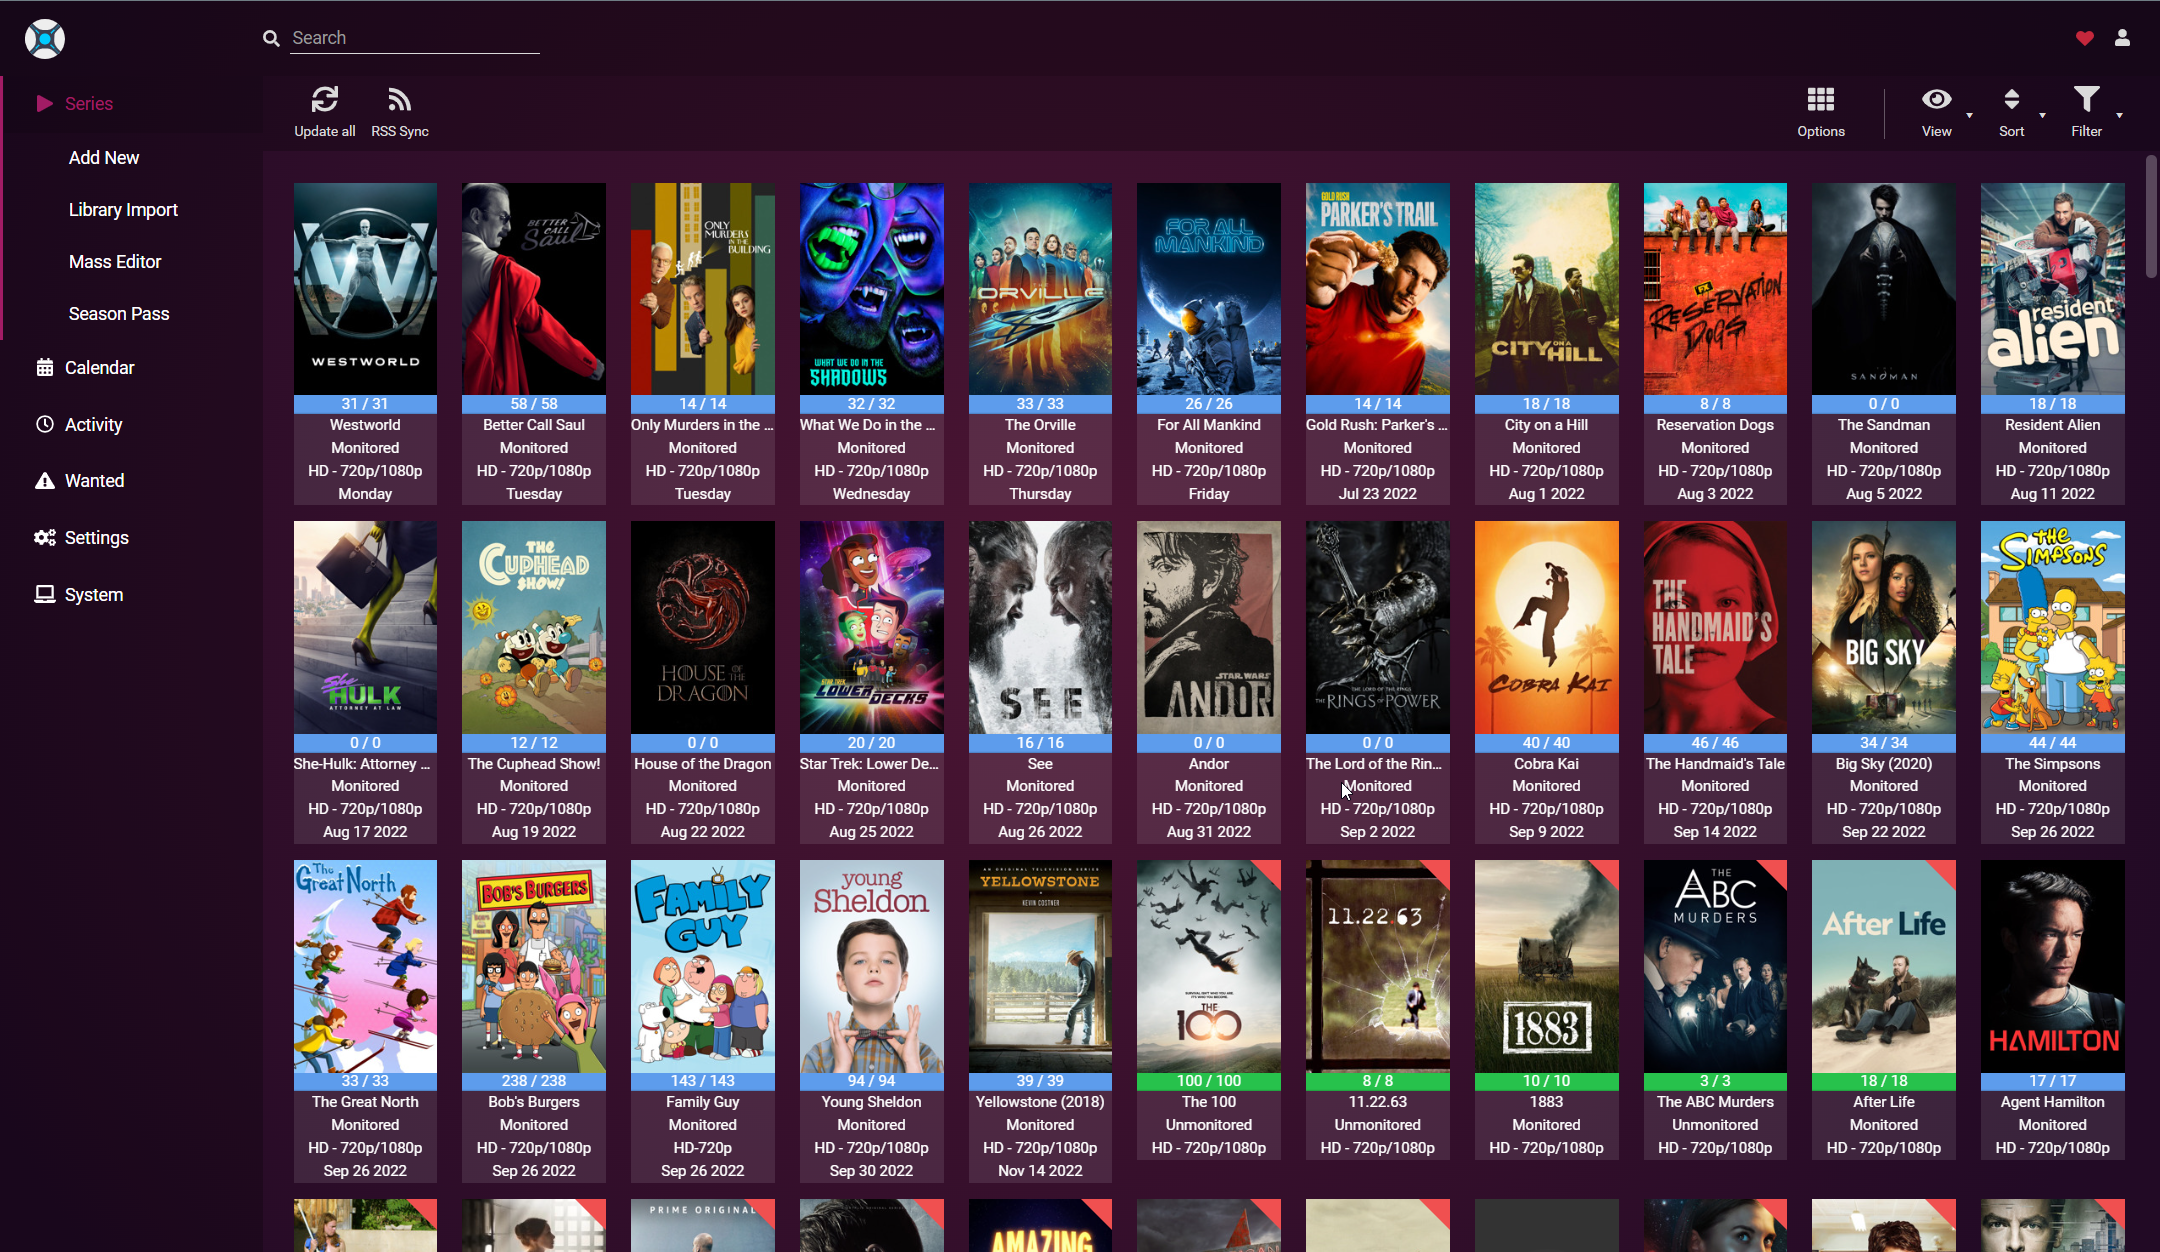 Search
Series
Add New
Library Import
Mass Editor
Season Pass
Calendar
Activity
Wanted
Settings
System
Update all
RSS Sync
Options
View
Sort
Filter
WESTWORLD
31 / 31
Westworld
Monitored
HD - 720p/1080p
Monday
BETTER
CALL
Saul
58 / 58
Better Call Saul
Monitored
HD - 720p/1080p
Tuesday
ONLY
MURDERS
IN THE
BUILDING
14 / 14
Only Murders in the ...
Monitored
HD - 720p/1080p
Tuesday
WHAT WE DO IN THE
SHADOWS
32 / 32
What We Do in the ...
Monitored
HD - 720p/1080p
Wednesday
ORVILLE
33 / 33
The Orville
Monitored
HD - 720p/1080p
Thursday
FOR ALL
MANKIND
26 / 26
For All Mankind
Monitored
HD - 720p/1080p
Friday
GOLD RUSH
PARKER'S TRAIL
14 / 14
Gold Rush: Parker's ...
Monitored
HD - 720p/1080p
Jul 23 2022
CITY ON A HILL
18 / 18
City on a Hill
Monitored
HD - 720p/1080p
Aug 1 2022
FX
RESERVATION
DOGS
8 / 8
Reservation Dogs
Monitored
HD - 720p/1080p
Aug 3 2022
SANDMAN
0 / 0
The Sandman
Monitored
HD - 720p/1080p
Aug 5 2022
resident
alien
18 / 18
Resident Alien
Monitored
HD - 720p/1080p
Aug 11 2022
She
HULK
ATTORNEY AT LAW
0 / 0
She-Hulk: Attorney ...
Monitored
HD - 720p/1080p
Aug 17 2022
THE
CUPHEAD
SHOW!
12 / 12
The Cuphead Show!
Monitored
HD - 720p/1080p
Aug 19 2022
HOUSE OF THE
DRAGON
0 / 0
House of the Dragon
Monitored
HD - 720p/1080p
Aug 22 2022
STAR TREK
LOWER DECKS
20 / 20
Star Trek: Lower De...
Monitored
HD - 720p/1080p
Aug 25 2022
SEE
16 / 16
See
Monitored
HD - 720p/1080p
Aug 26 2022
STAR WARS
ANDOR
0 / 0
Andor
Monitored
HD - 720p/1080p
Aug 31 2022
THE LORD OF THE RINGS
THE RINGS OF POWER
0 / 0
The Lord of the Rin...
Monitored
HD - 720p/1080p
Sep 2 2022
COBRA KAI
40 / 40
Cobra Kai
Monitored
HD - 720p/1080p
Sep 9 2022
THE
HANDMAID'S
TALE
46 / 46
The Handmaid's Tale
Monitored
HD - 720p/1080p
Sep 14 2022
BIG SKY
34 / 34
Big Sky (2020)
Monitored
HD - 720p/1080p
Sep 22 2022
THE
SIMPSONS
44 / 44
The Simpsons
Monitored
HD - 720p/1080p
Sep 26 2022
The
Great North
33 / 33
The Great North
Monitored
HD - 720p/1080p
Sep 26 2022
BOB'S BURGERS
238 / 238
Bob's Burgers
Monitored
HD - 720p/1080p
Sep 26 2022
FAMILY
GUY
143 / 143
Family Guy
Monitored
HD-720p
Sep 26 2022
young
Sheldon
94 / 94
Young Sheldon
Monitored
HD - 720p/1080p
Sep 30 2022
AN ORIGINAL TELEVISION SERIES
YELLOWSTONE
KEVIN COSTNER
39 / 39
Yellowstone (2018)
Monitored
HD - 720p/1080p
Nov 14 2022
SURVIVAL ISN'T WHO YOU ARE.
IT'S WHO YOU BECOME.
THE
100
100 / 100
The 100
Unmonitored
HD - 720p/1080p
11.22.63
8 / 8
11.22.63
Unmonitored
HD - 720p/1080p
1883
10 / 10
1883
Monitored
HD - 720p/1080p
THE
ABC
MURDERS
3 / 3
The ABC Murders
Unmonitored
HD - 720p/1080p
After Life
18 / 18
After Life
Monitored
HD - 720p/1080p
HAMILTON
17 / 17
Agent Hamilton
Monitored
HD - 720p/1080p
PRIME ORIGINAL
AMAZING